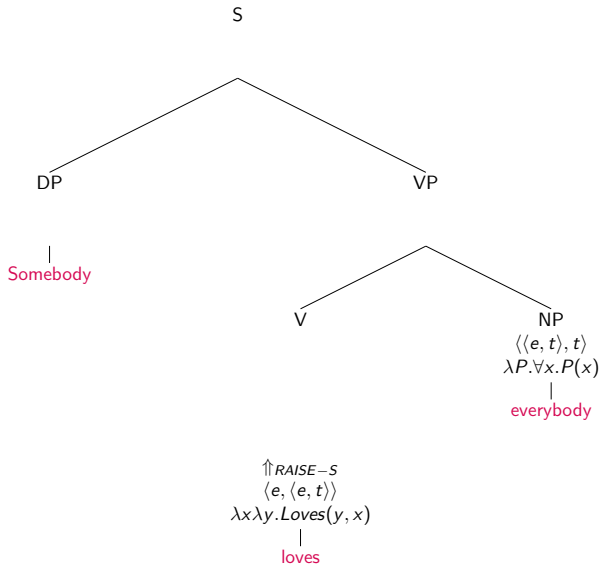 S
DP VP
Somebody
V NP
⟨⟨e, t⟩, t⟩
λP.∀x.P(x)
everybody
⇑RAISE−S
⟨e, ⟨e, t⟩⟩
λxλy.Loves(y, x)
loves